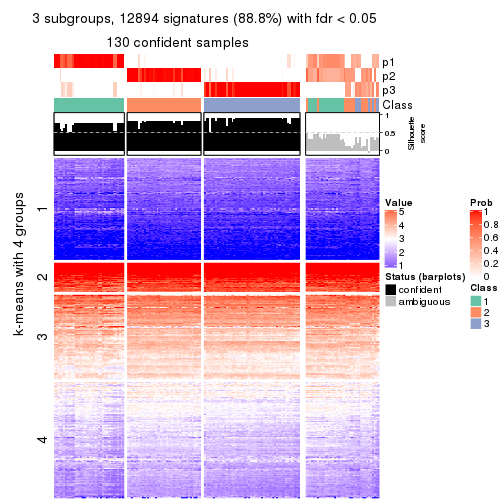 3 subgroups, 12894 signatures (88.8%) with fdr < 0.05
130 confident samples
p1
p2
p3
Class
1
0.5
0
Silhouette
score
k-means with 4 groups
1
2
3
4
Value
5
4
3
2
1
Status (barplots)
confident
ambiguous
Prob
1
0.8
0.6
0.4
0.2
0
Class
1
2
3